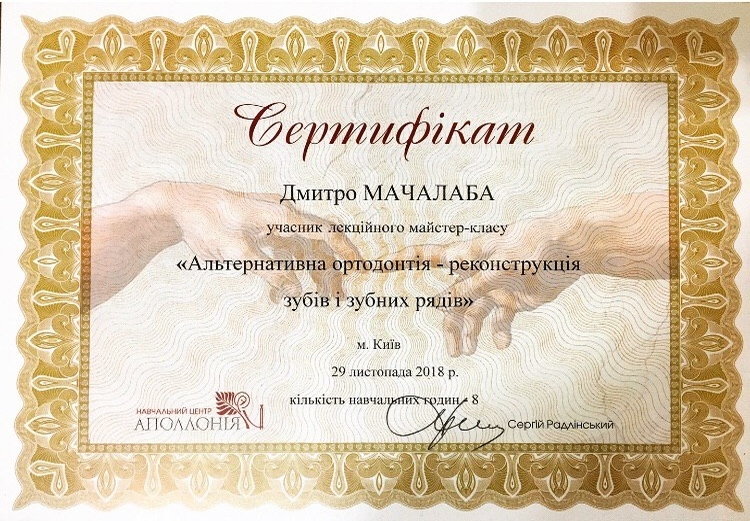 Сертифікат
Дмитро МАЧАЛАБА
учасник лекційного майстер-класу
«Альтернативна ортодонтія - реконструкція
зубів і зубних рядів»
м. Київ
29 листопада 2018 р.
кількість навчальних годин - 8
НАВЧАЛЬНИЙ ЦЕНТР
АПОЛЛОНІЯ
Сергій Радлінський